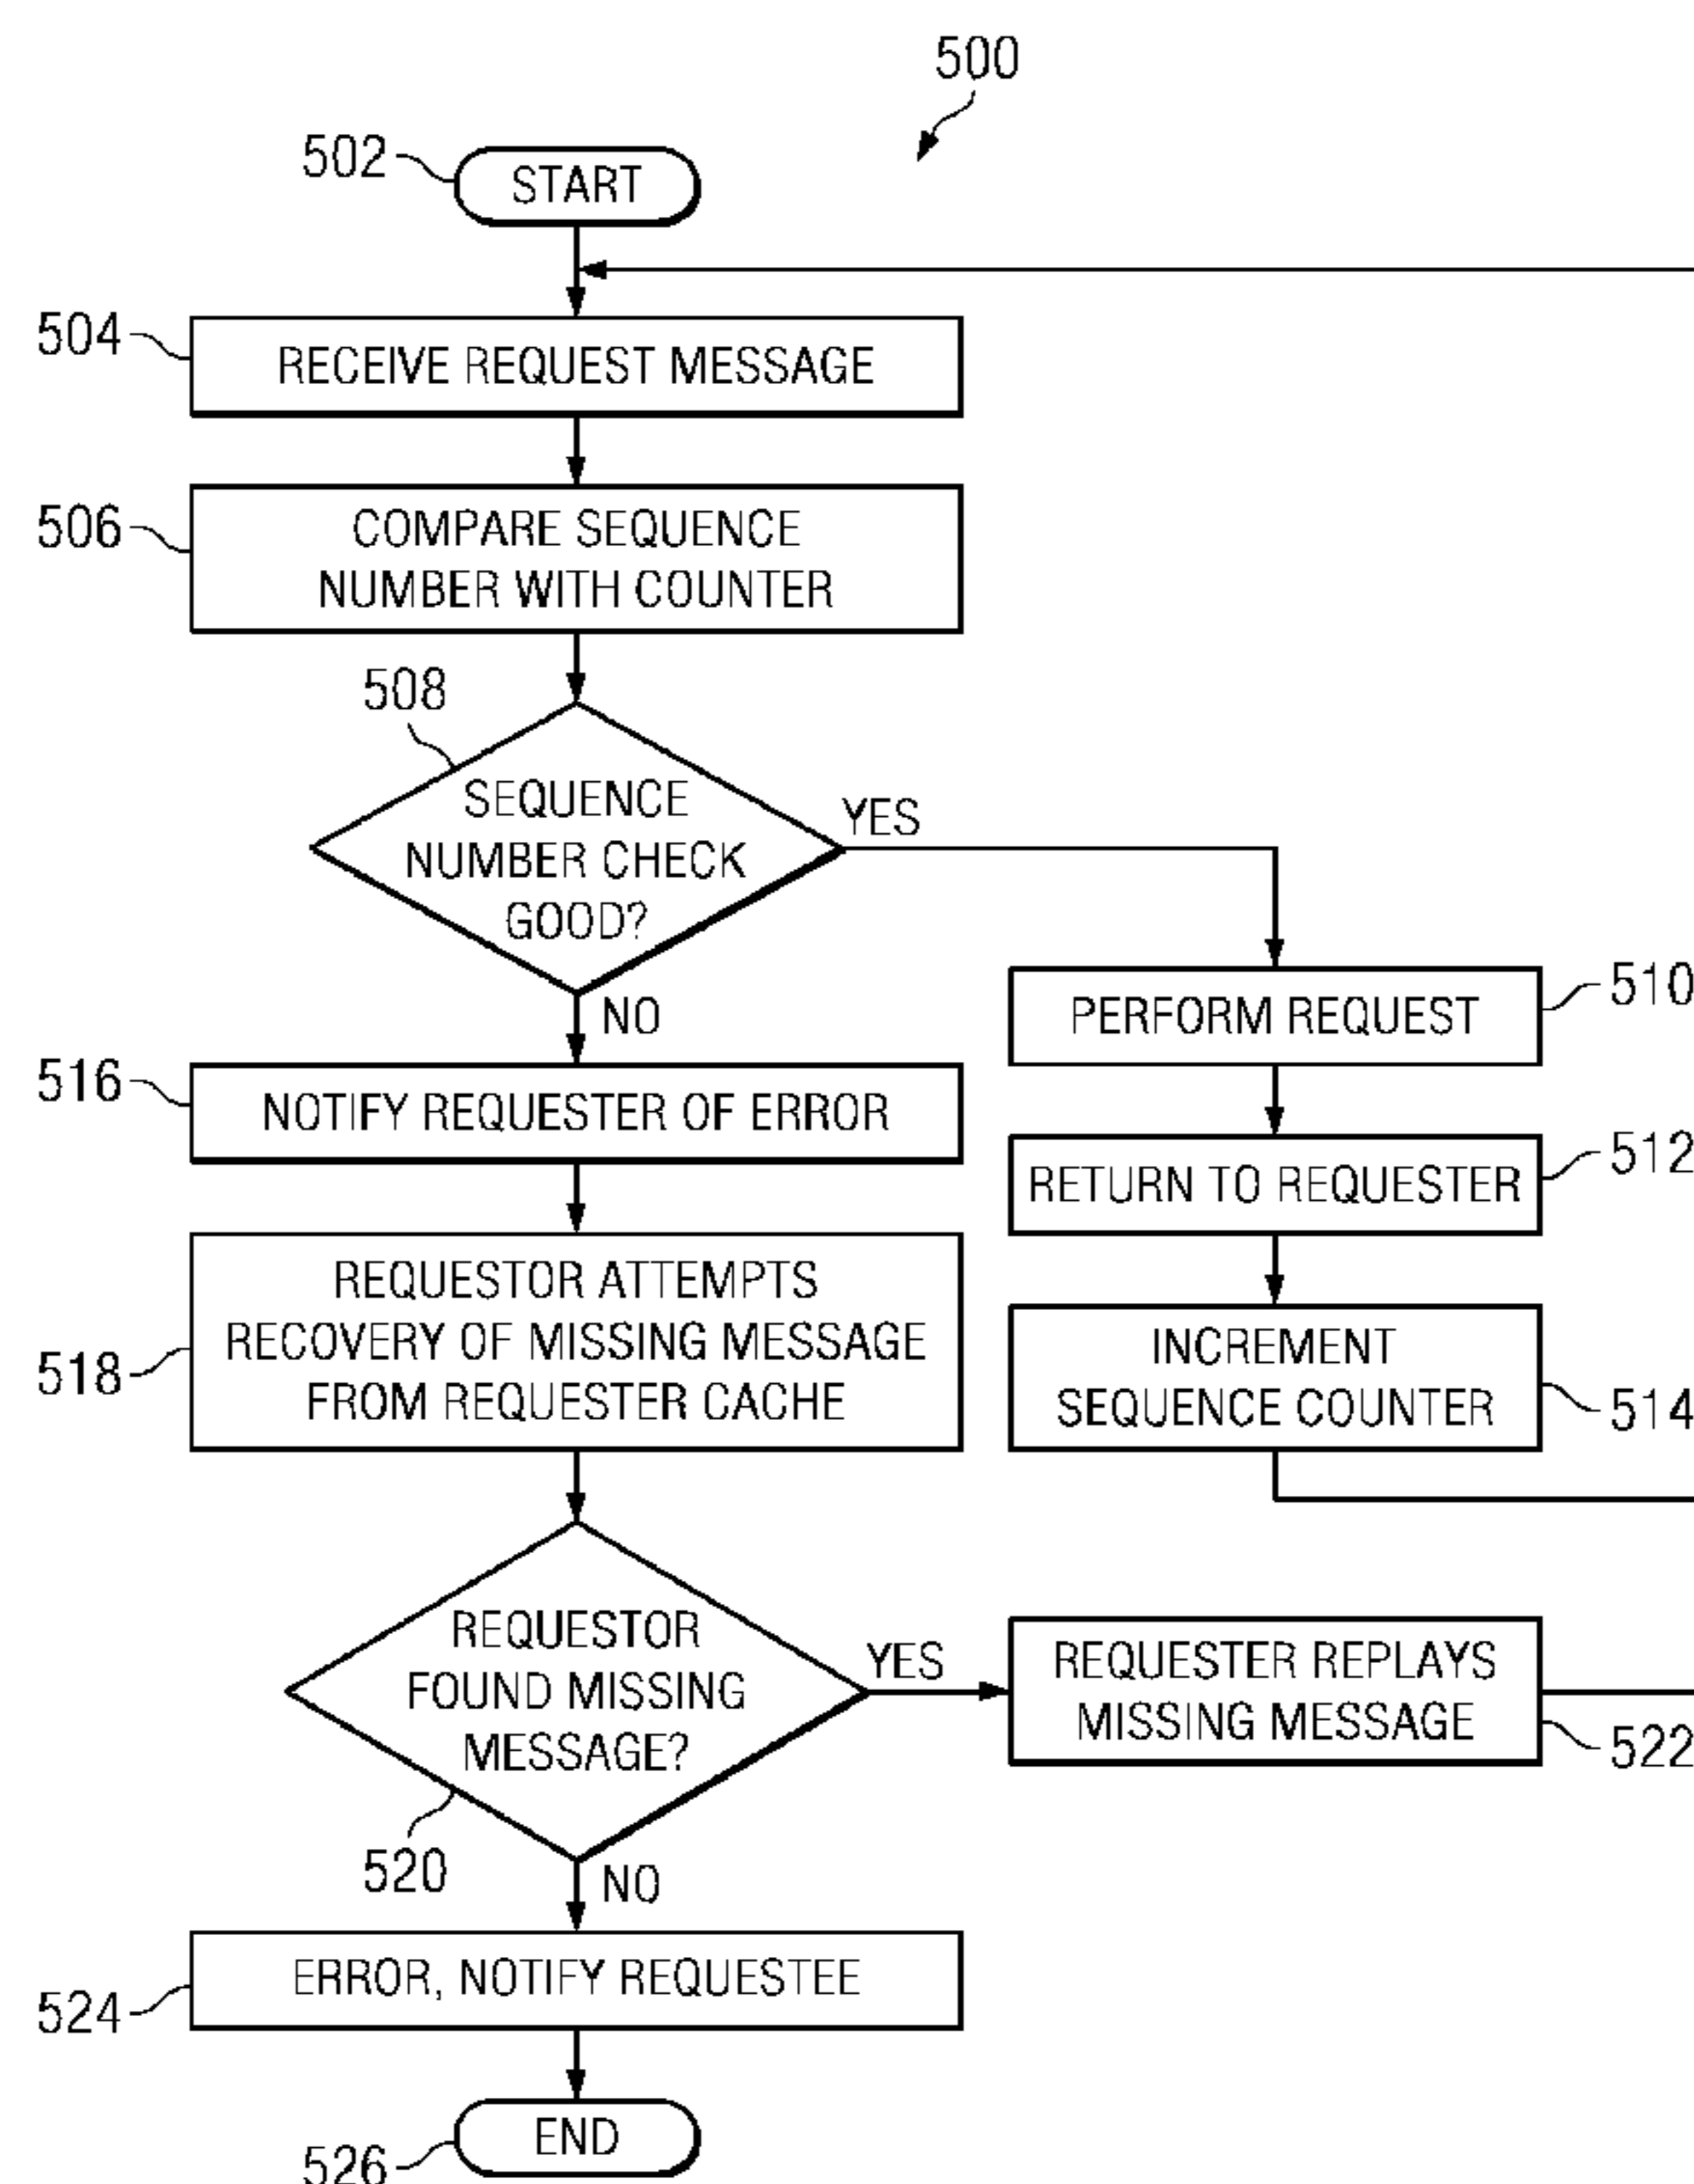 500
502
START
504
RECEIVE REQUEST MESSAGE
506
COMPARE SEQUENCE
NUMBER WITH COUNTER
508
SEQUENCE
NUMBER CHECK
GOOD?
YES
NO
510
PERFORM REQUEST
516
NOTIFY REQUESTER OF ERROR
512
RETURN TO REQUESTER
518
REQUESTOR ATTEMPTS
RECOVERY OF MISSING MESSAGE
FROM REQUESTER CACHE
INCREMENT
SEQUENCE COUNTER
514
REQUESTOR
FOUND MISSING
MESSAGE?
YES
REQUESTER REPLAYS
MISSING MESSAGE
522
520
NO
524
ERROR, NOTIFY REQUESTEE
END
526